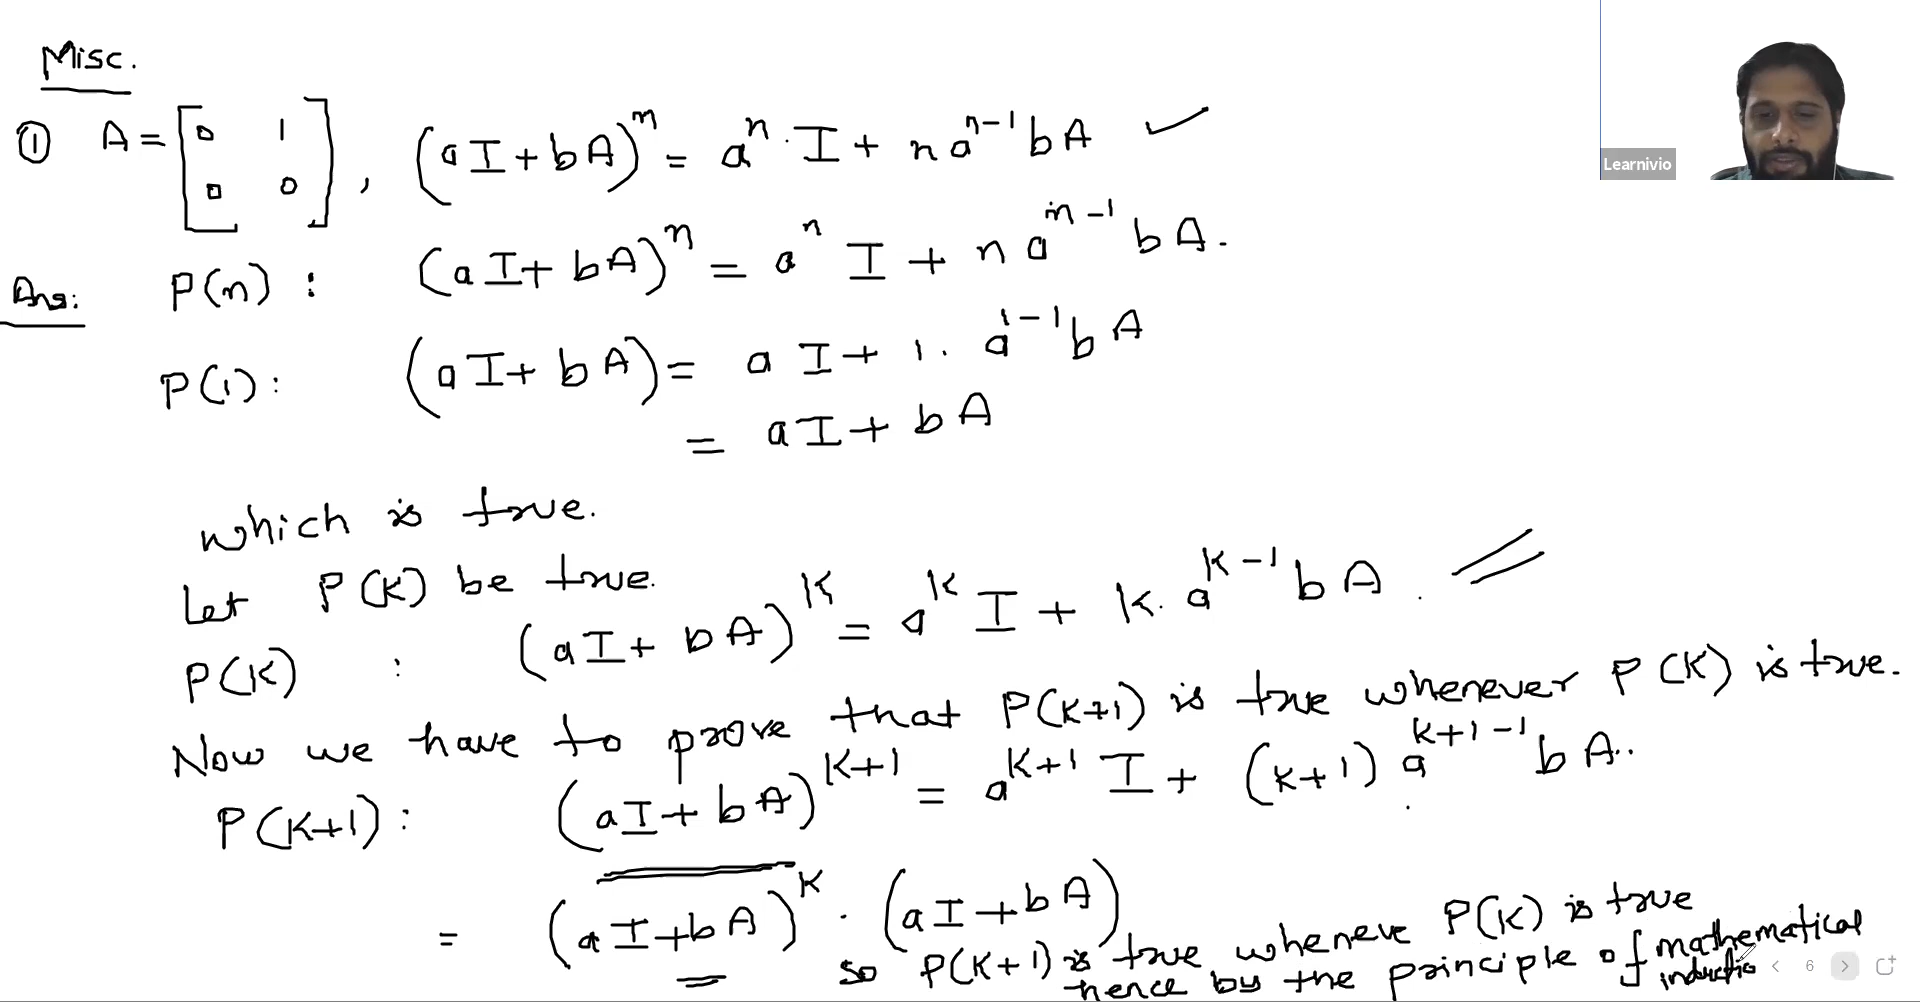 Misc.
① A = [0 1 0 0], (aI + bA)^n = a^n · I + n a^{n-1} bA ✓
Ans: P(n) : (aI + bA)^n = a^n I + n a^{n-1} bA.
P(1) : (aI + bA) = aI + 1. a^{1-1} bA
= aI + bA
which is true.
Let P(K) be true.
P(K) : (aI + bA)^K = a^K I + K. a^{K-1} bA.
Now we have to prove that P(K+1) is true whenever P(K) is true.
P(K+1) : (aI + bA)^{K+1} = a^{K+1} I + (K+1) a^{K+1-1} bA..
= (aI + bA)^K . (aI + bA)
so P(K+1) is true wheneve P(K) is true
hence by the principle of mathematical
inductio
Learnivio
6